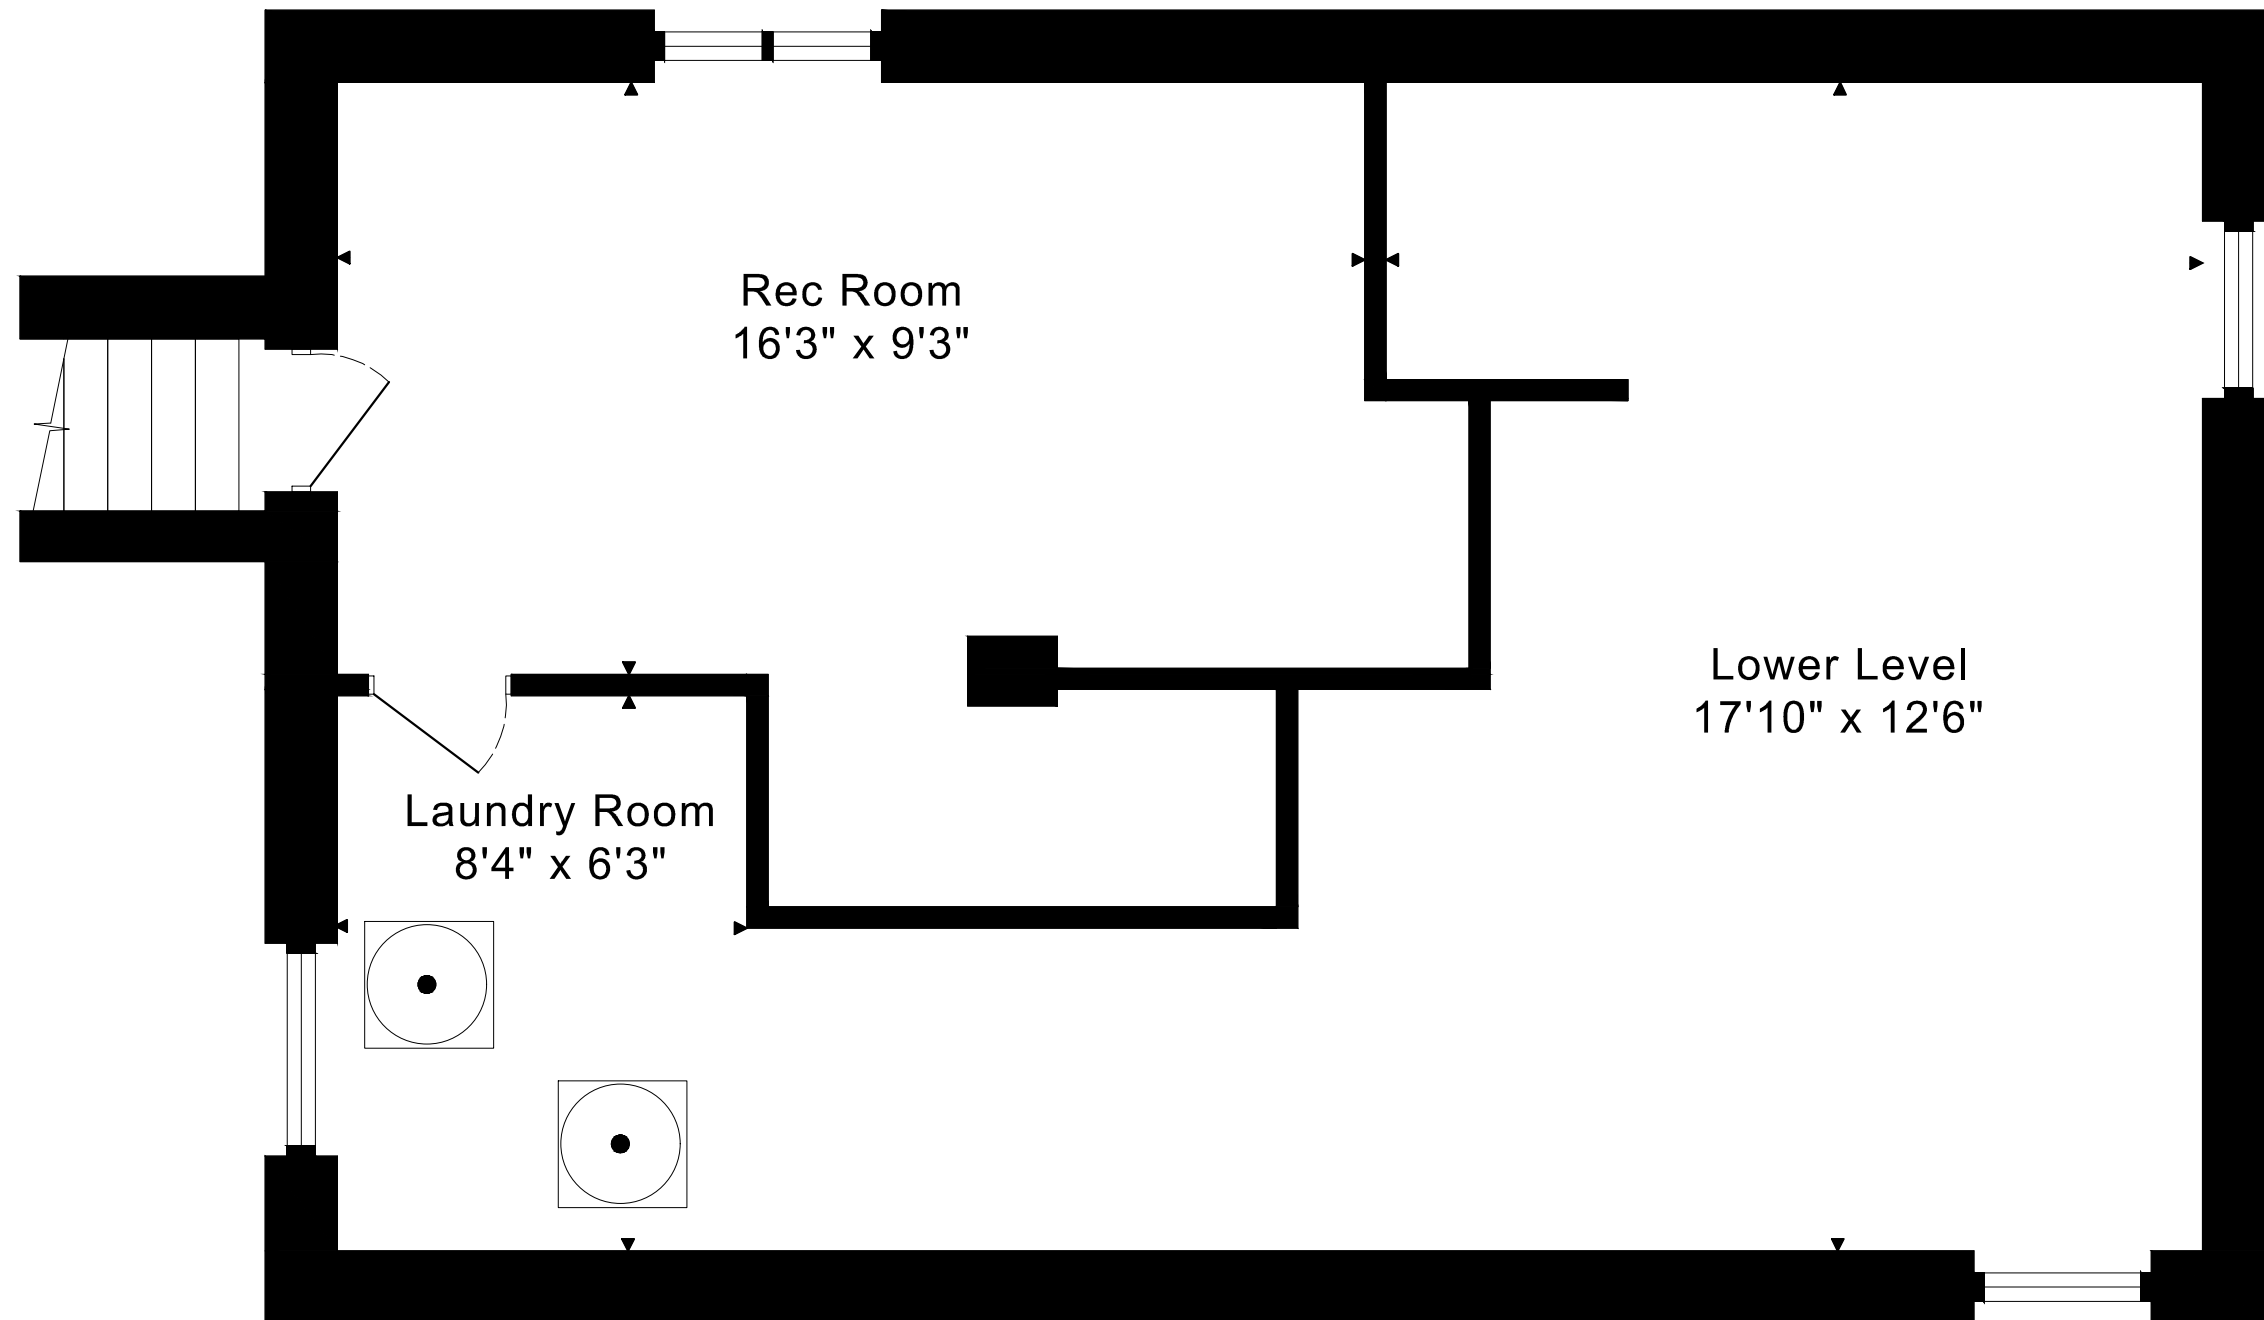 Rec Room
16'3" x 9'3"
Lower Level
17'10" x 12'6"
Laundry Room
8'4" x 6'3"